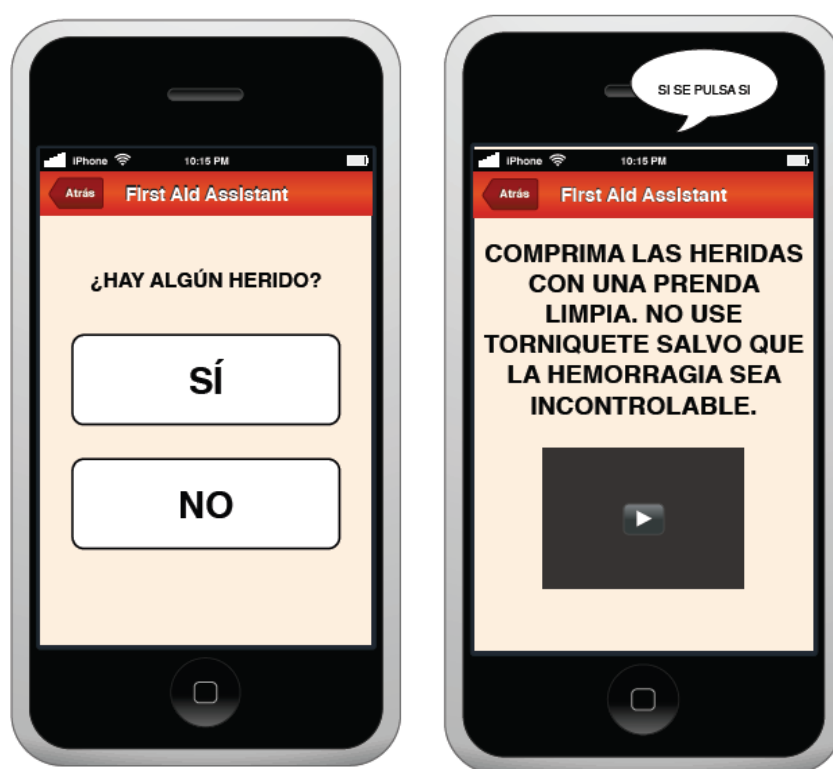 iPhone 10:15 PM
Atrás First Aid Assistant
¿HAY ALGÚN HERIDO?
SÍ
NO
SI SE PULSA SI
iPhone 10:15 PM
Atrás First Aid Assistant
COMPRIMA LAS HERIDAS
CON UNA PRENDA
LIMPIA. NO USE
TORNIQUETE SALVO QUE
LA HEMORRAGIA SEA
INCONTROLABLE.